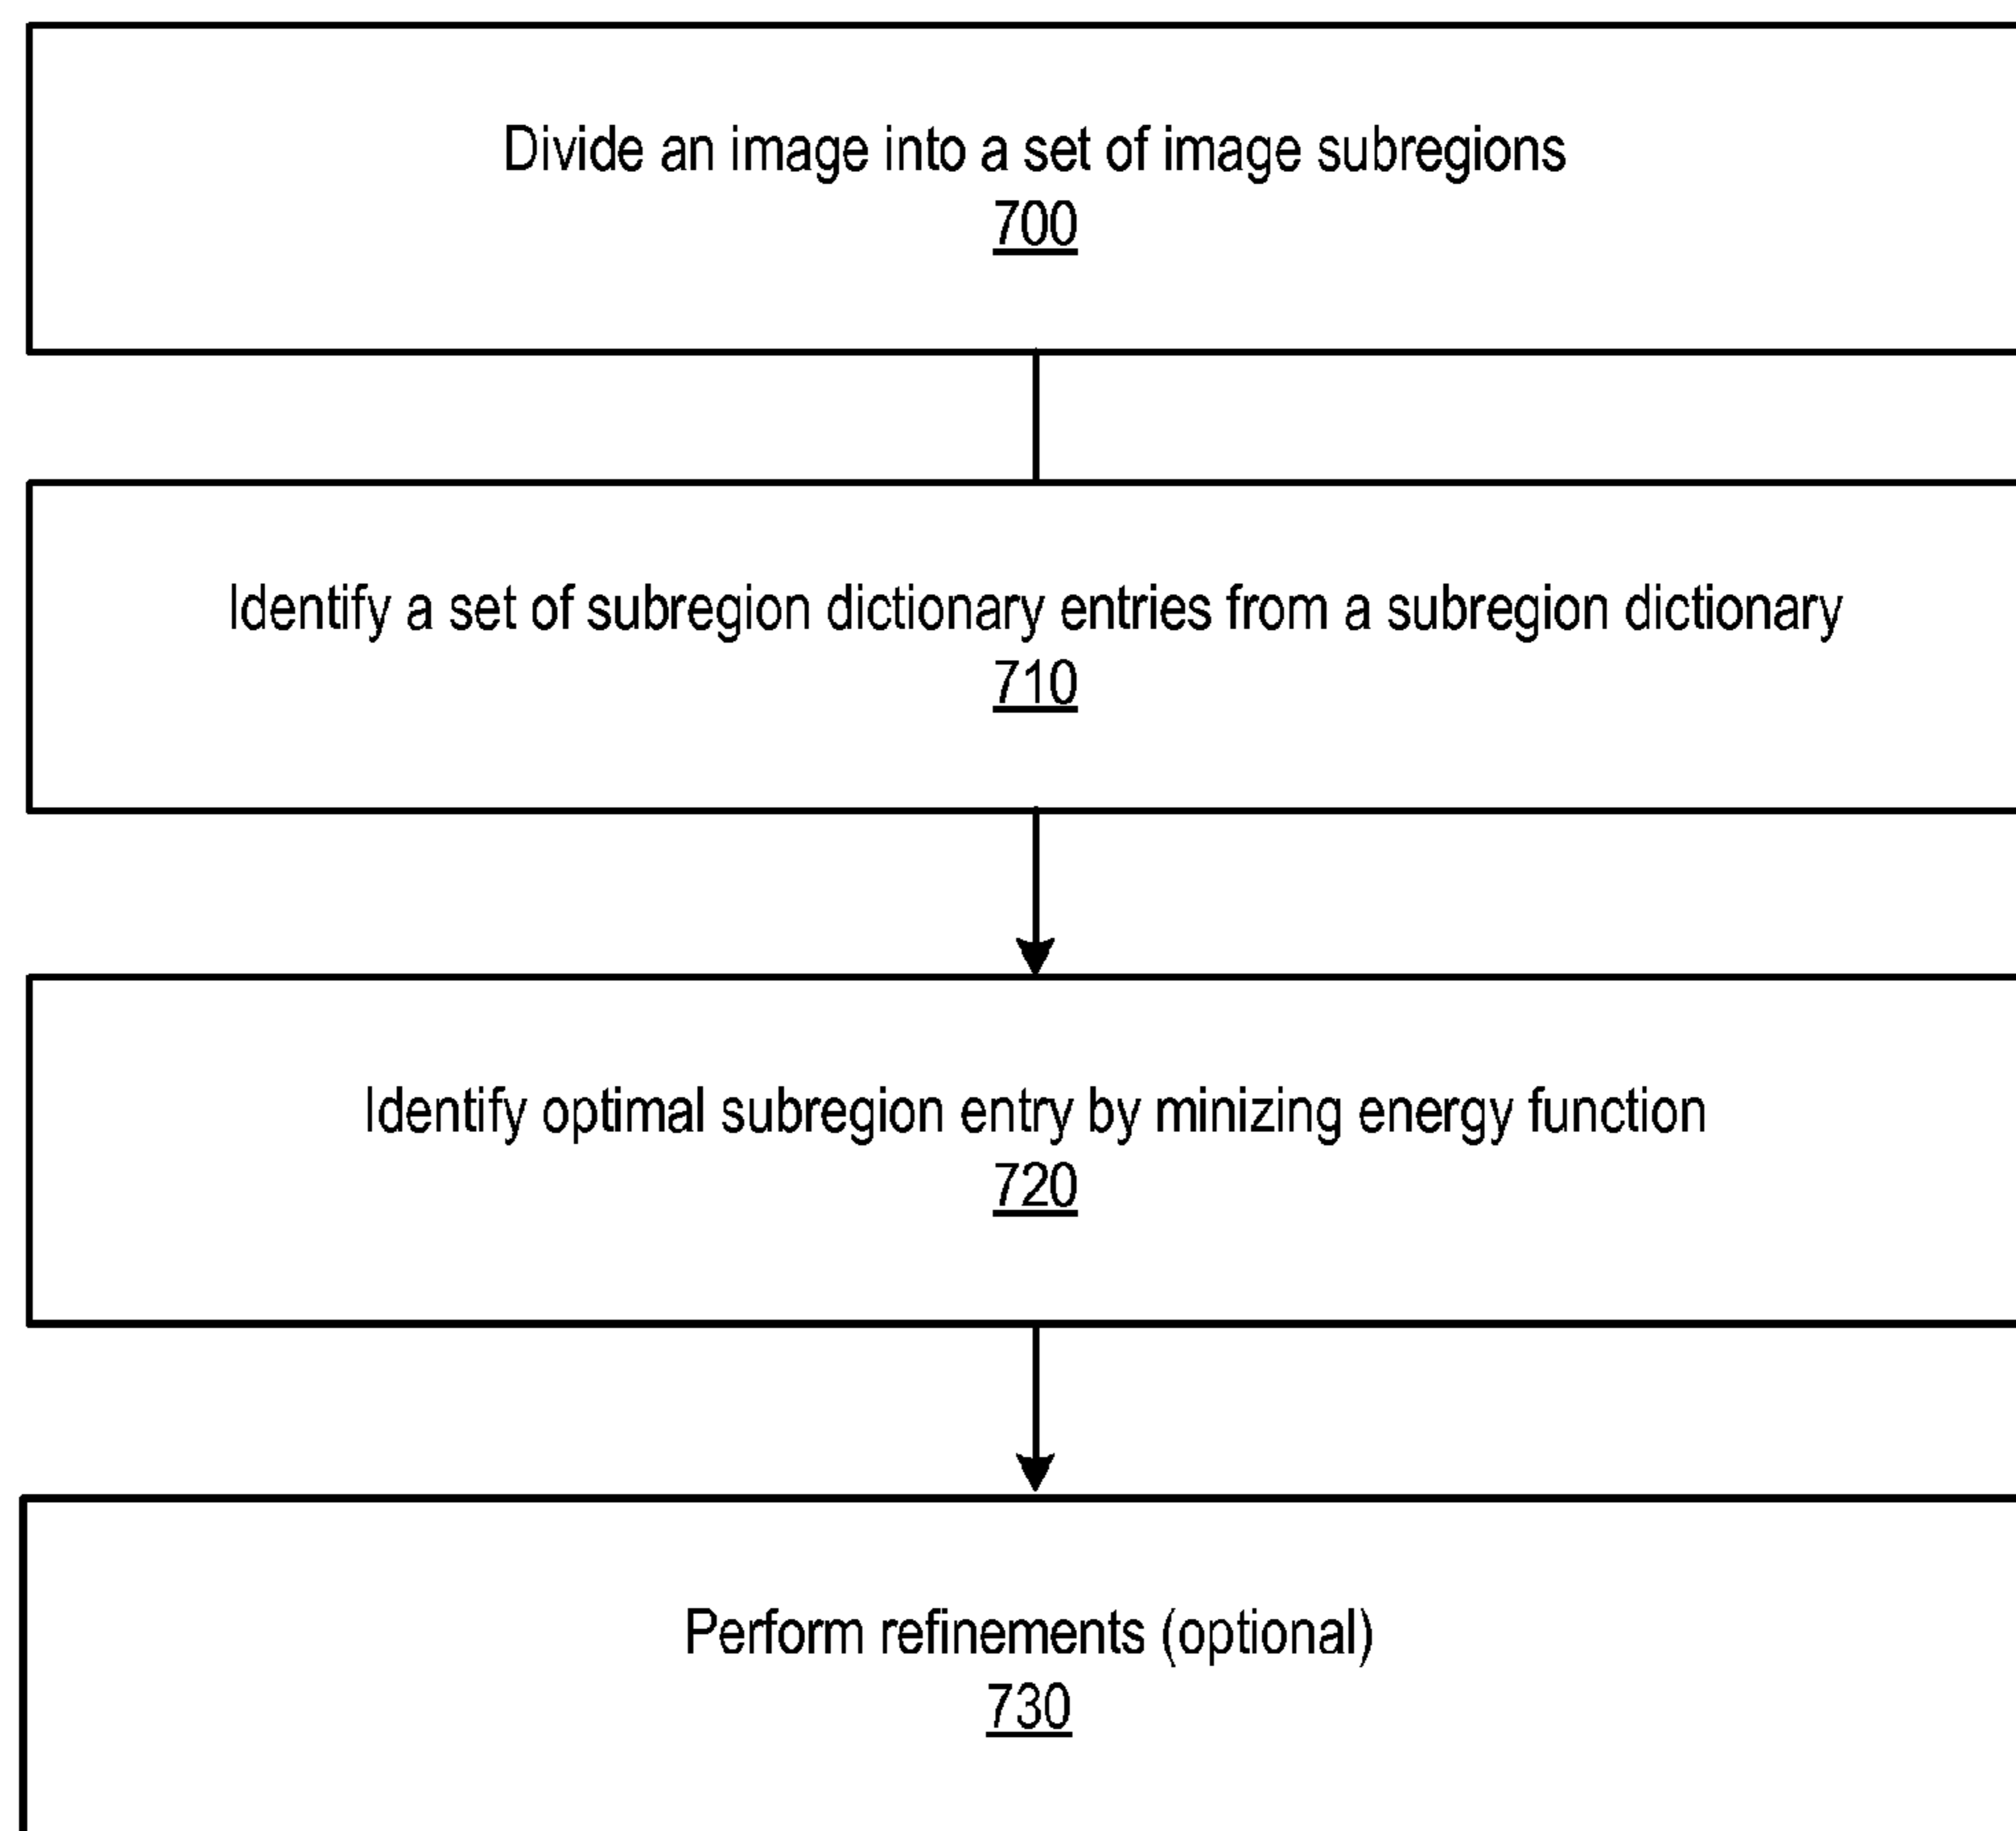 Divide an image into a set of image subregions
700
Identify a set of subregion dictionary entries from a subregion dictionary
710
Identify optimal subregion entry by minizing energy function
720
Perform refinements (optional)
730